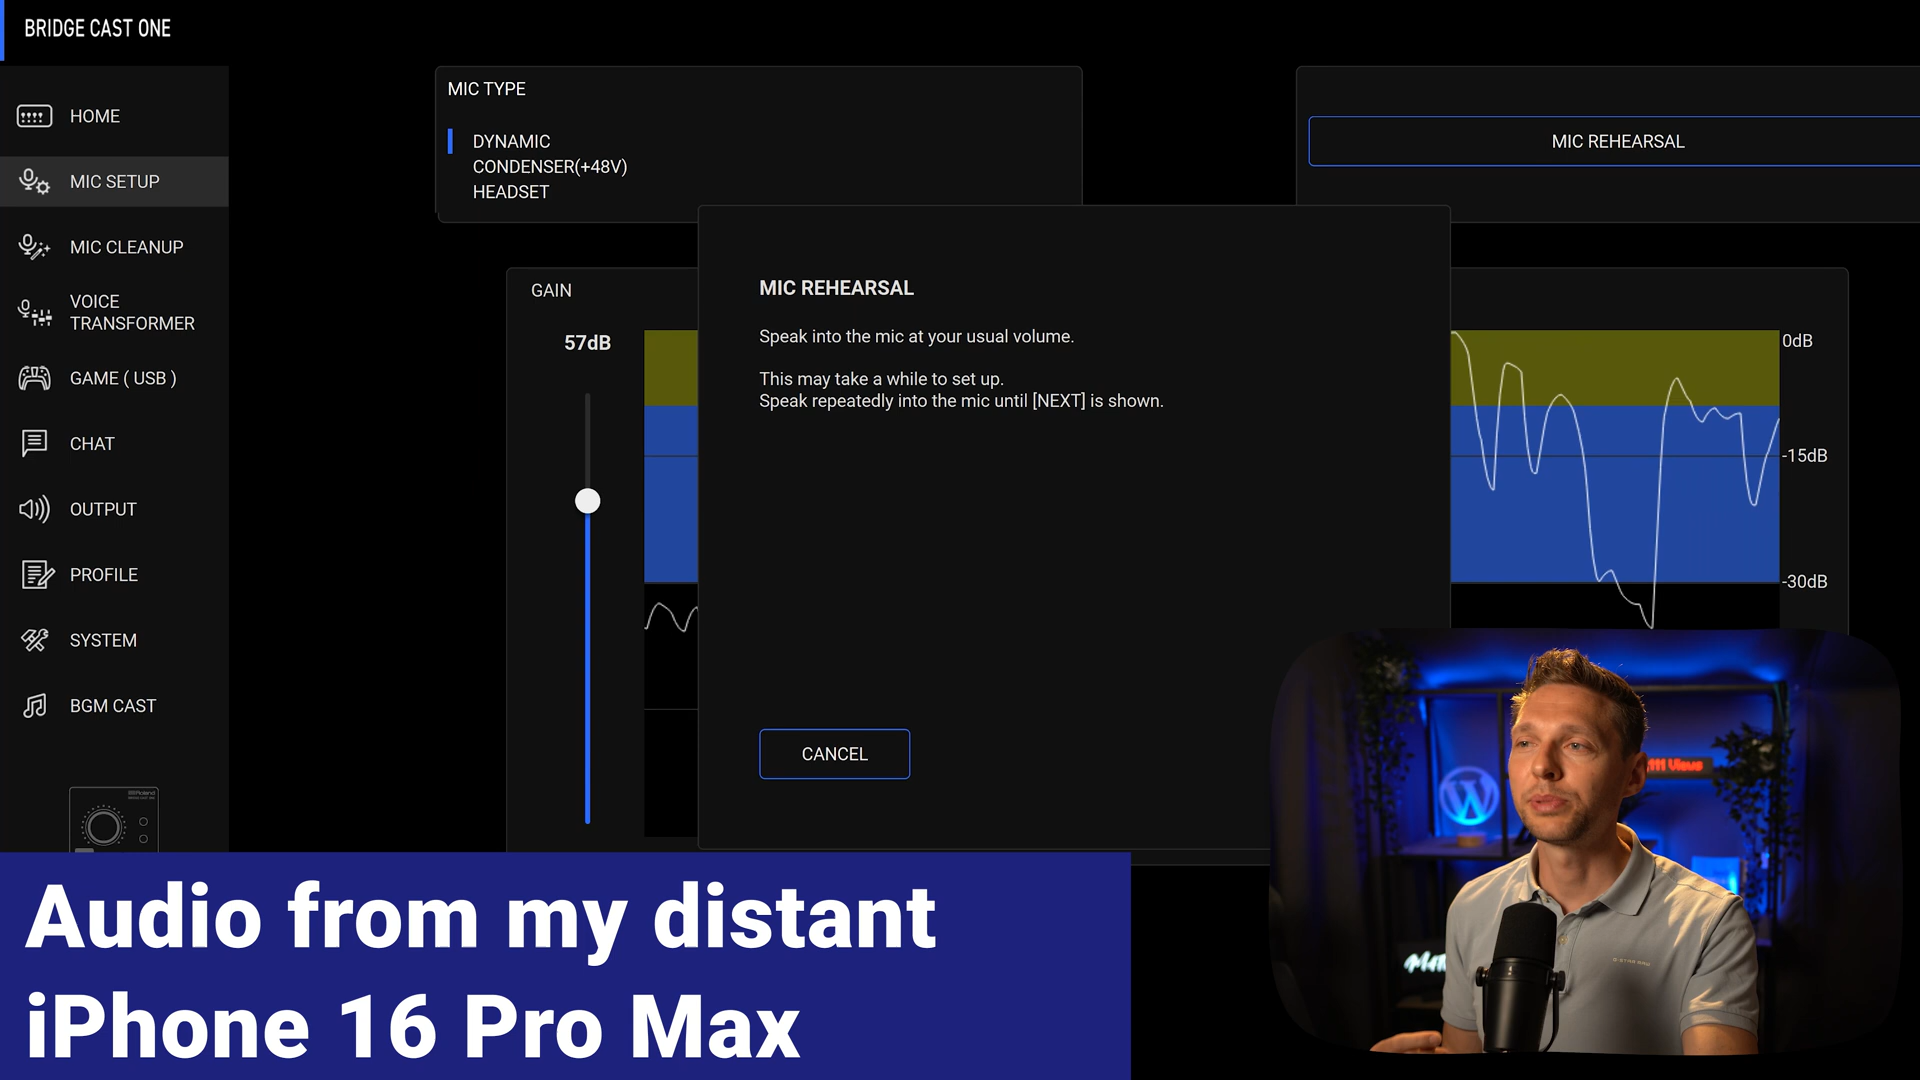 BRIDGE CAST ONE
HOME
MIC SETUP
MIC CLEANUP
VOICE
TRANSFORMER
GAME ( USB )
CHAT
OUTPUT
PROFILE
SYSTEM
BGM CAST
Roland
MIC TYPE
DYNAMIC
CONDENSER(+48V)
HEADSET
MIC REHEARSAL
GAIN
57dB
MIC REHEARSAL
Speak into the mic at your usual volume.
This may take a while to set up.
Speak repeatedly into the mic until [NEXT] is shown.
CANCEL
0dB
-15dB
-30dB
Views
Audio from my distant
iPhone 16 Pro Max